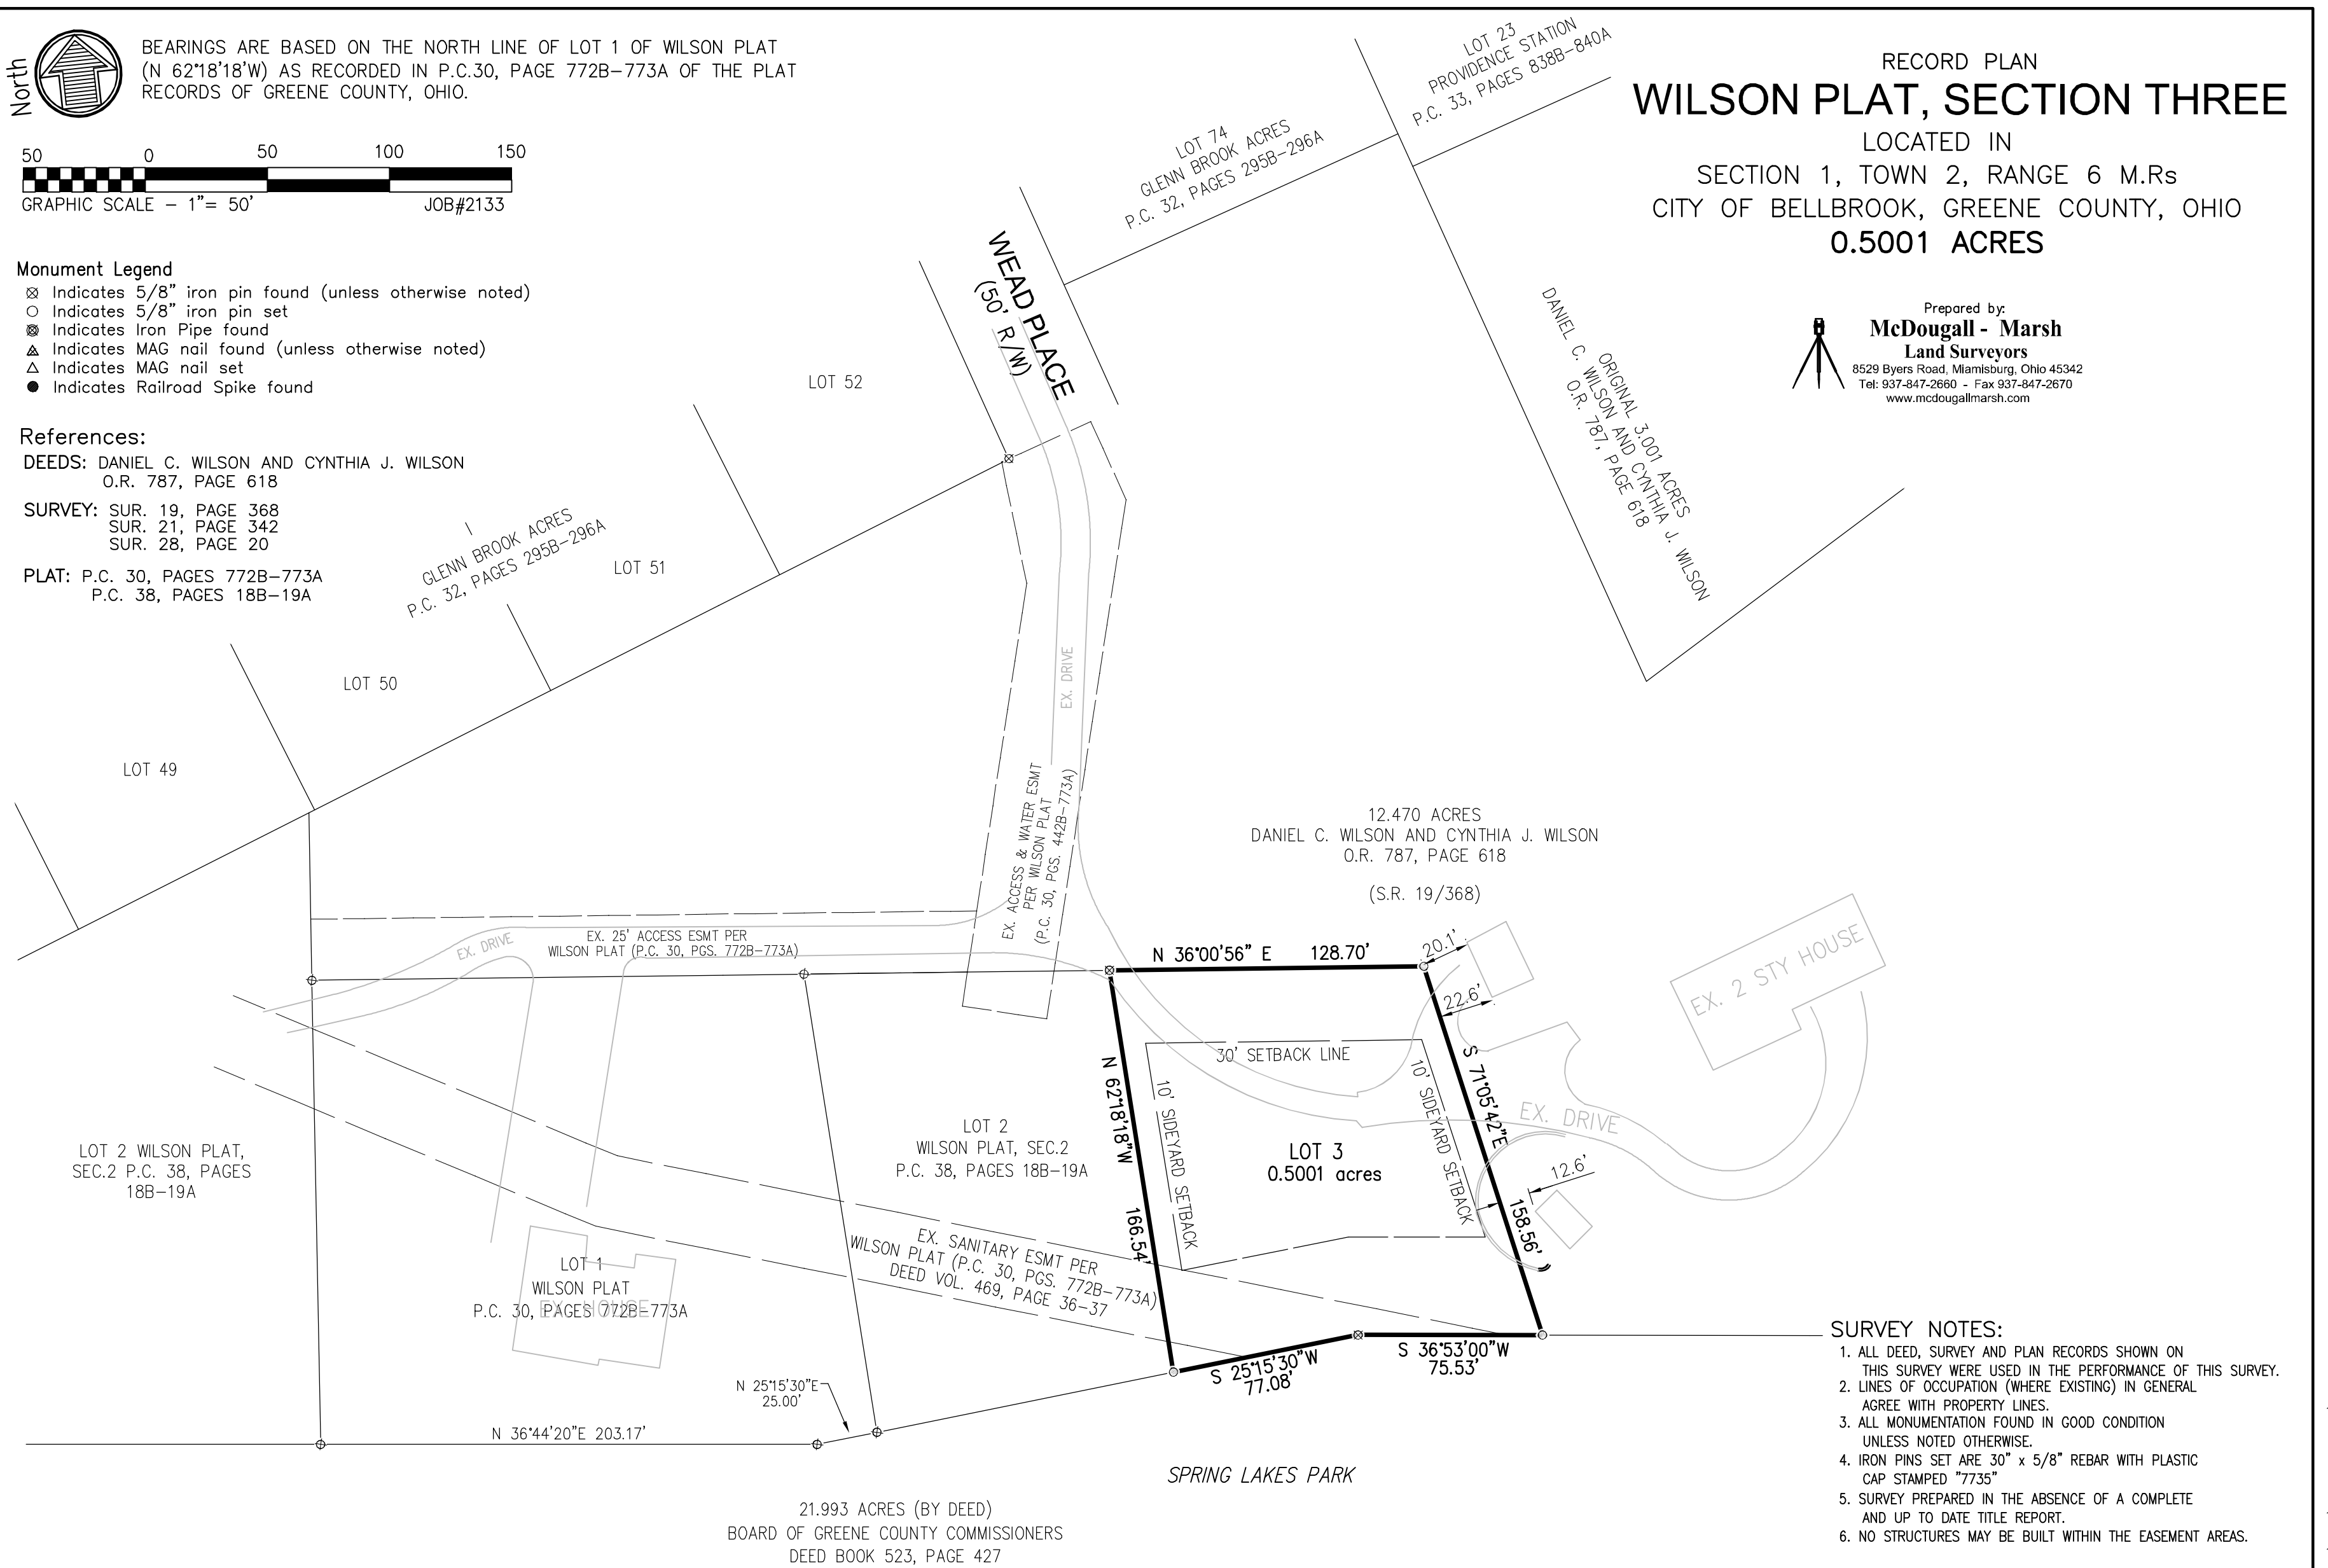 North
BEARINGS ARE BASED ON THE NORTH LINE OF LOT 1 OF WILSON PLAT
(N 62°18'18'W) AS RECORDED IN P.C.30, PAGE 772B-773A OF THE PLAT
RECORDS OF GREENE COUNTY, OHIO.
50 0 50 100 150
GRAPHIC SCALE - 1"= 50' JOB#2133
Monument Legend
Indicates 5/8" iron pin found (unless otherwise noted)
Indicates 5/8" iron pin set
Indicates Iron Pipe found
Indicates MAG nail found (unless otherwise noted)
Indicates MAG nail set
Indicates Railroad Spike found
References:
DEEDS: DANIEL C. WILSON AND CYNTHIA J. WILSON
O.R. 787, PAGE 618
SURVEY: SUR. 19, PAGE 368
SUR. 21, PAGE 342
SUR. 28, PAGE 20
PLAT: P.C. 30, PAGES 772B-773A
P.C. 38, PAGES 18B-19A
RECORD PLAN
WILSON PLAT, SECTION THREE
LOCATED IN
SECTION 1, TOWN 2, RANGE 6 M.Rs
CITY OF BELLBROOK, GREENE COUNTY, OHIO
0.5001 ACRES
Prepared by:
McDougall - Marsh
Land Surveyors
8529 Byers Road, Miamisburg, Ohio 45342
Tel: 937-847-2660 - Fax 937-847-2670
www.mcdougallmarsh.com
LOT 23
PROVIDENCE STATION
P.C. 33, PAGES 838B-840A
LOT 74
GLENN BROOK ACRES
P.C. 32, PAGES 295B-296A
WEAD PLACE
(50' R/W)
ORIGINAL 3.001 ACRES
DANIEL C. WILSON AND CYNTHIA J. WILSON
O.R. 787, PAGE 618
LOT 52
GLENN BROOK ACRES
P.C. 32, PAGES 295B-296A
LOT 51
LOT 50
LOT 49
EX. DRIVE
EX. ACCESS & WATER ESMT
PER WILSON PLAT
(P.C. 30, PGS. 442B-773A)
12.470 ACRES
DANIEL C. WILSON AND CYNTHIA J. WILSON
O.R. 787, PAGE 618
(S.R. 19/368)
EX. DRIVE
EX. 25' ACCESS ESMT PER
WILSON PLAT (P.C. 30, PGS. 772B-773A)
N 36°00'56" E 128.70'
20.1'
22.6'
EX. 2 STY HOUSE
30' SETBACK LINE
N 62°18'18"W 166.54'
10' SIDEYARD SETBACK
10' SIDEYARD SETBACK
S 71°05'42"E 158.56'
EX. DRIVE
12.6'
LOT 3
0.5001 acres
LOT 2 WILSON PLAT,
SEC.2 P.C. 38, PAGES
18B-19A
LOT 2
WILSON PLAT, SEC.2
P.C. 38, PAGES 18B-19A
EX. SANITARY ESMT PER
WILSON PLAT (P.C. 30, PGS. 772B-773A)
DEED VOL. 469, PAGE 36-37
LOT 1
WILSON PLAT
P.C. 30, PAGES 772B-773A
EX. HOUSE
N 25°15'30"E
25.00'
S 25°15'30"W
77.08'
S 36°53'00"W
75.53'
N 36°44'20"E 203.17'
SPRING LAKES PARK
21.993 ACRES (BY DEED)
BOARD OF GREENE COUNTY COMMISSIONERS
DEED BOOK 523, PAGE 427
SURVEY NOTES:
1. ALL DEED, SURVEY AND PLAN RECORDS SHOWN ON
THIS SURVEY WERE USED IN THE PERFORMANCE OF THIS SURVEY.
2. LINES OF OCCUPATION (WHERE EXISTING) IN GENERAL
AGREE WITH PROPERTY LINES.
3. ALL MONUMENTATION FOUND IN GOOD CONDITION
UNLESS NOTED OTHERWISE.
4. IRON PINS SET ARE 30" x 5/8" REBAR WITH PLASTIC
CAP STAMPED "7735"
5. SURVEY PREPARED IN THE ABSENCE OF A COMPLETE
AND UP TO DATE TITLE REPORT.
6. NO STRUCTURES MAY BE BUILT WITHIN THE EASEMENT AREAS.